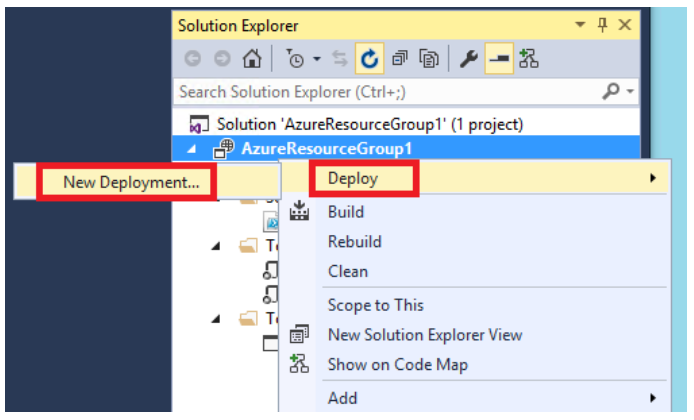 Solution Explorer
Search Solution Explorer (Ctrl+;)
Solution 'AzureResourceGroup1' (1 project)
AzureResourceGroup1
New Deployment...
Deploy
Build
Rebuild
Clean
Scope to This
New Solution Explorer View
Show on Code Map
Add